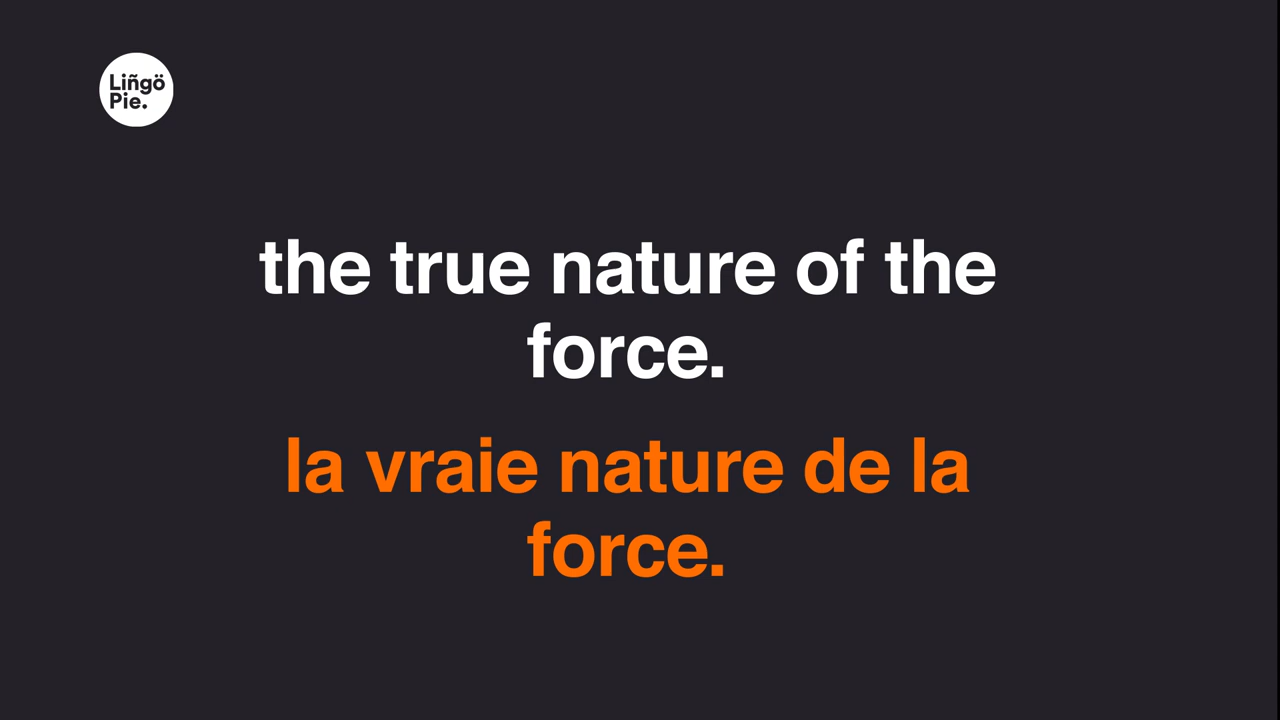 Liñgö
Pie.
the true nature of the
force.
la vraie nature de la
force.